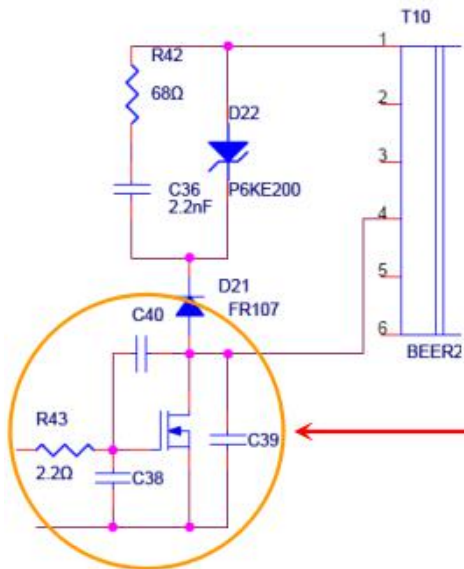 T10
1
R42
68Ω
2
D22
3
C36
2.2nF
P6KE200
4
D21
FR107
5
C40
6
BEER2
R43
2.2Ω
C38
C39